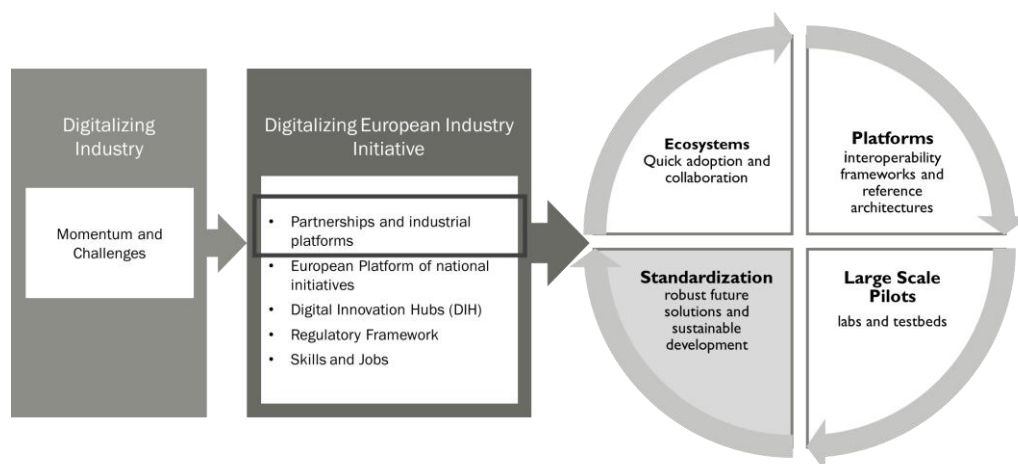 Digitalizing
Industry
Momentum and
Challenges
Digitalizing European Industry
Initiative
• Partnerships and industrial
platforms
• European Platform of national
initiatives
• Digital Innovation Hubs (DIH)
• Regulatory Framework
• Skills and Jobs
Ecosystems
Quick adoption and
collaboration
Platforms
interoperability
frameworks and
reference
architectures
Standardization
robust future
solutions and
sustainable
development
Large Scale
Pilots
labs and testbeds